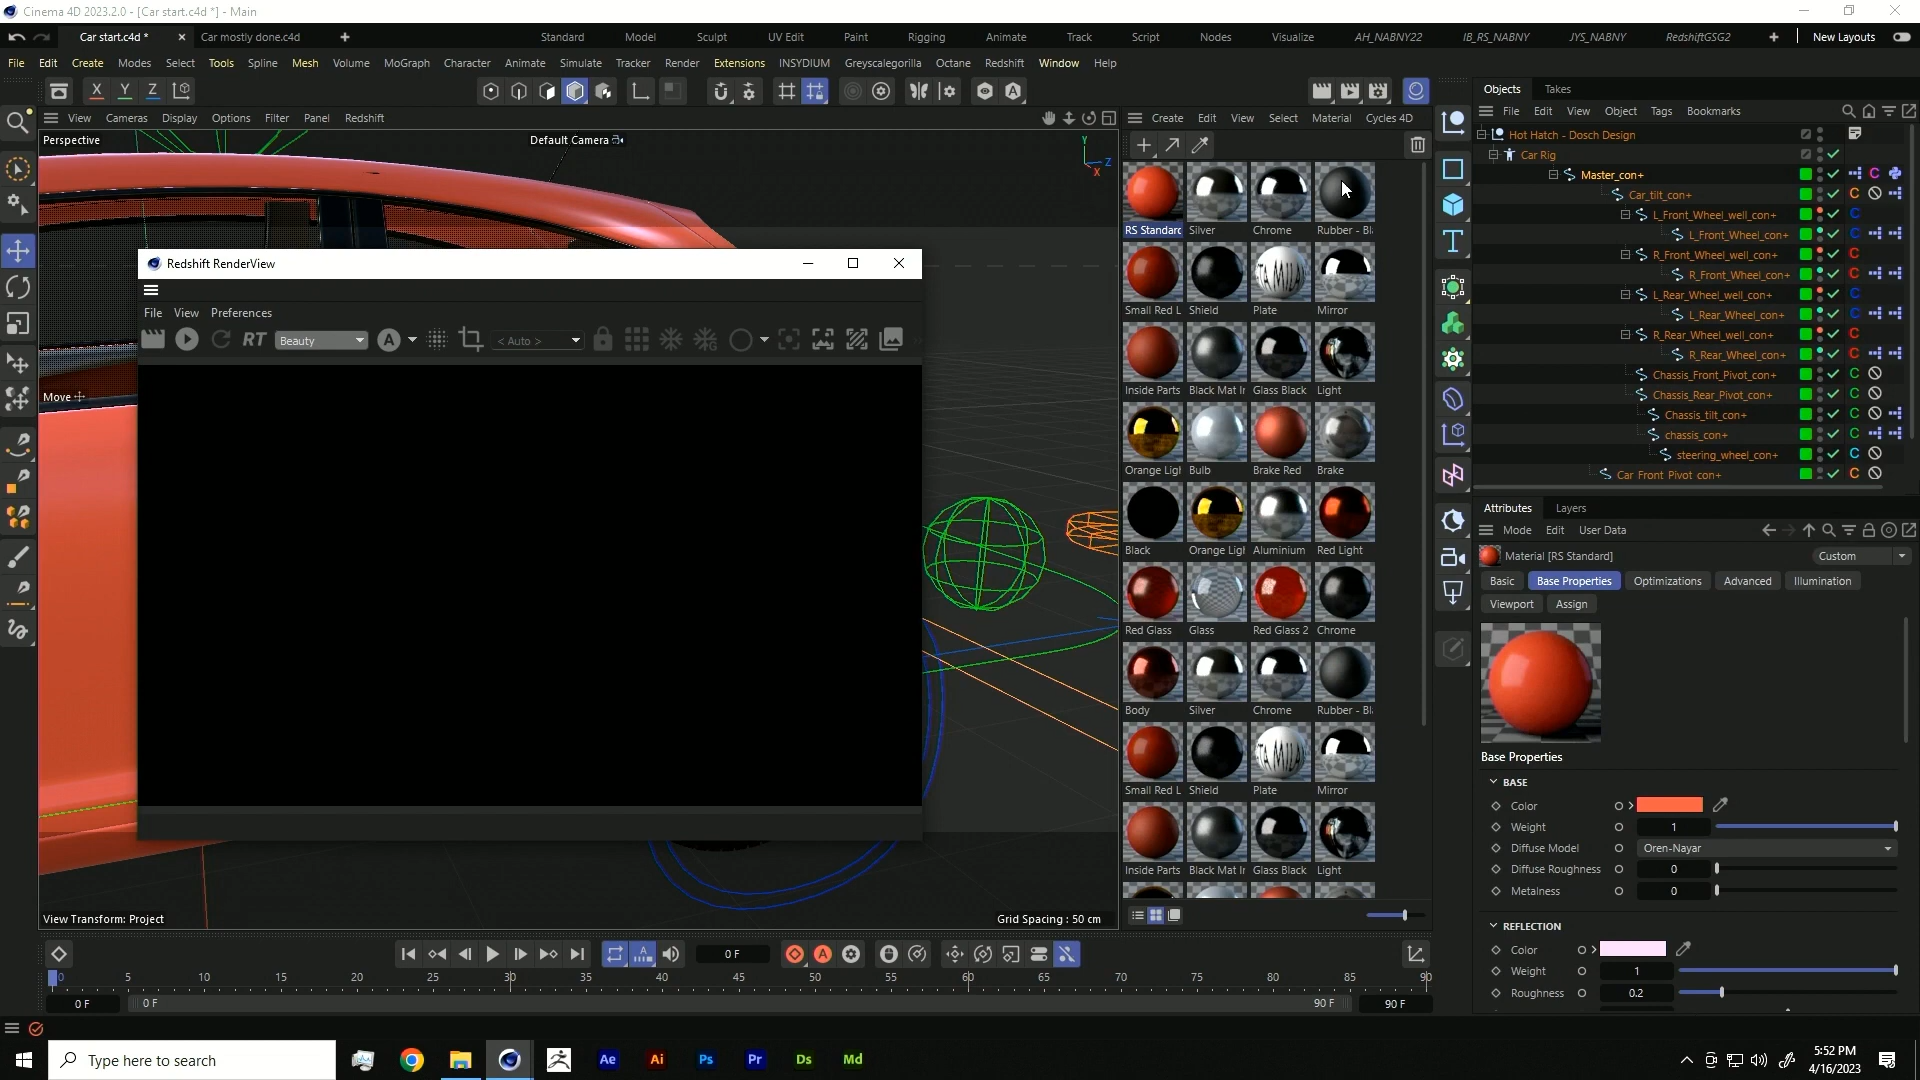 Cinema 4D 2023.2.0 - [Car start.c4d *] - Main
Car start.c4d * Car mostly done.c4d Standard Model Sculpt UV Edit Paint Rigging Animate Track Script Nodes Visualize AH_NABNY22 IB_RS_NABNY JYS_NABNY RedshiftGSG2 New Layouts
File Edit Create Modes Select Tools Spline Mesh Volume MoGraph Character Animate Simulate Tracker Render Extensions INSYDIUM Greyscalegorilla Octane Redshift Window Help
X Y Z
View Cameras Display Options Filter Panel Redshift
Perspective Default Camera
Y Z X
Move
Redshift RenderView
File View Preferences
RT Beauty A < Auto >
View Transform: Project Grid Spacing : 50 cm
Create Edit View Select Material Cycles 4D
RS Standard Silver Chrome Rubber - Bl
Small Red L Shield Plate Mirror
Inside Parts Black Mat Ir Glass Black Light
Orange Ligh Bulb Brake Red Brake
Black Orange Ligh Aluminium Red Light
Red Glass Glass Red Glass 2 Chrome
Body Silver Chrome Rubber - Bl
Small Red L Shield Plate Mirror
Inside Parts Black Mat Ir Glass Black Light
Objects Takes
File Edit View Object Tags Bookmarks
Hot Hatch - Dosch Design
Car Rig
Master_con+
Car_tilt_con+
L_Front_Wheel_well_con+
L_Front_Wheel_con+
R_Front_Wheel_well_con+
R_Front_Wheel_con+
L_Rear_Wheel_well_con+
L_Rear_Wheel_con+
R_Rear_Wheel_well_con+
R_Rear_Wheel_con+
Chassis_Front_Pivot_con+
Chassis_Rear_Pivot_con+
Chassis_tilt_con+
chassis_con+
steering_wheel_con+
Car_Front_Pivot_con+
Attributes Layers
Mode Edit User Data
Material [RS Standard] Custom
Basic Base Properties Optimizations Advanced Illumination
Viewport Assign
Base Properties
BASE
Color
Weight 1
Diffuse Model Oren-Nayar
Diffuse Roughness 0
Metalness 0
REFLECTION
Color
Weight 1
Roughness 0.2
0 F
0 5 10 15 20 25 30 35 40 45 50 55 60 65 70 75 80 85 90
0 F 0 F 90 F 90 F
Type here to search Ae Ai Ps Pr Ds Md
5:52 PM
4/16/2023